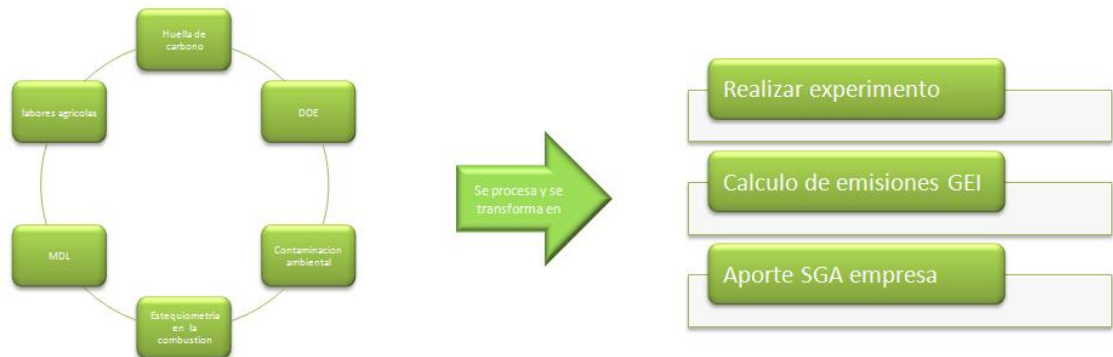 Huella de
carbono
DOE
Contaminacion
ambiental
Estequiometria
en la
combustion
MDL
labores agricolas
Se procesa y se
transforma en
Realizar experimento
Calculo de emisiones GEI
Aporte SGA empresa